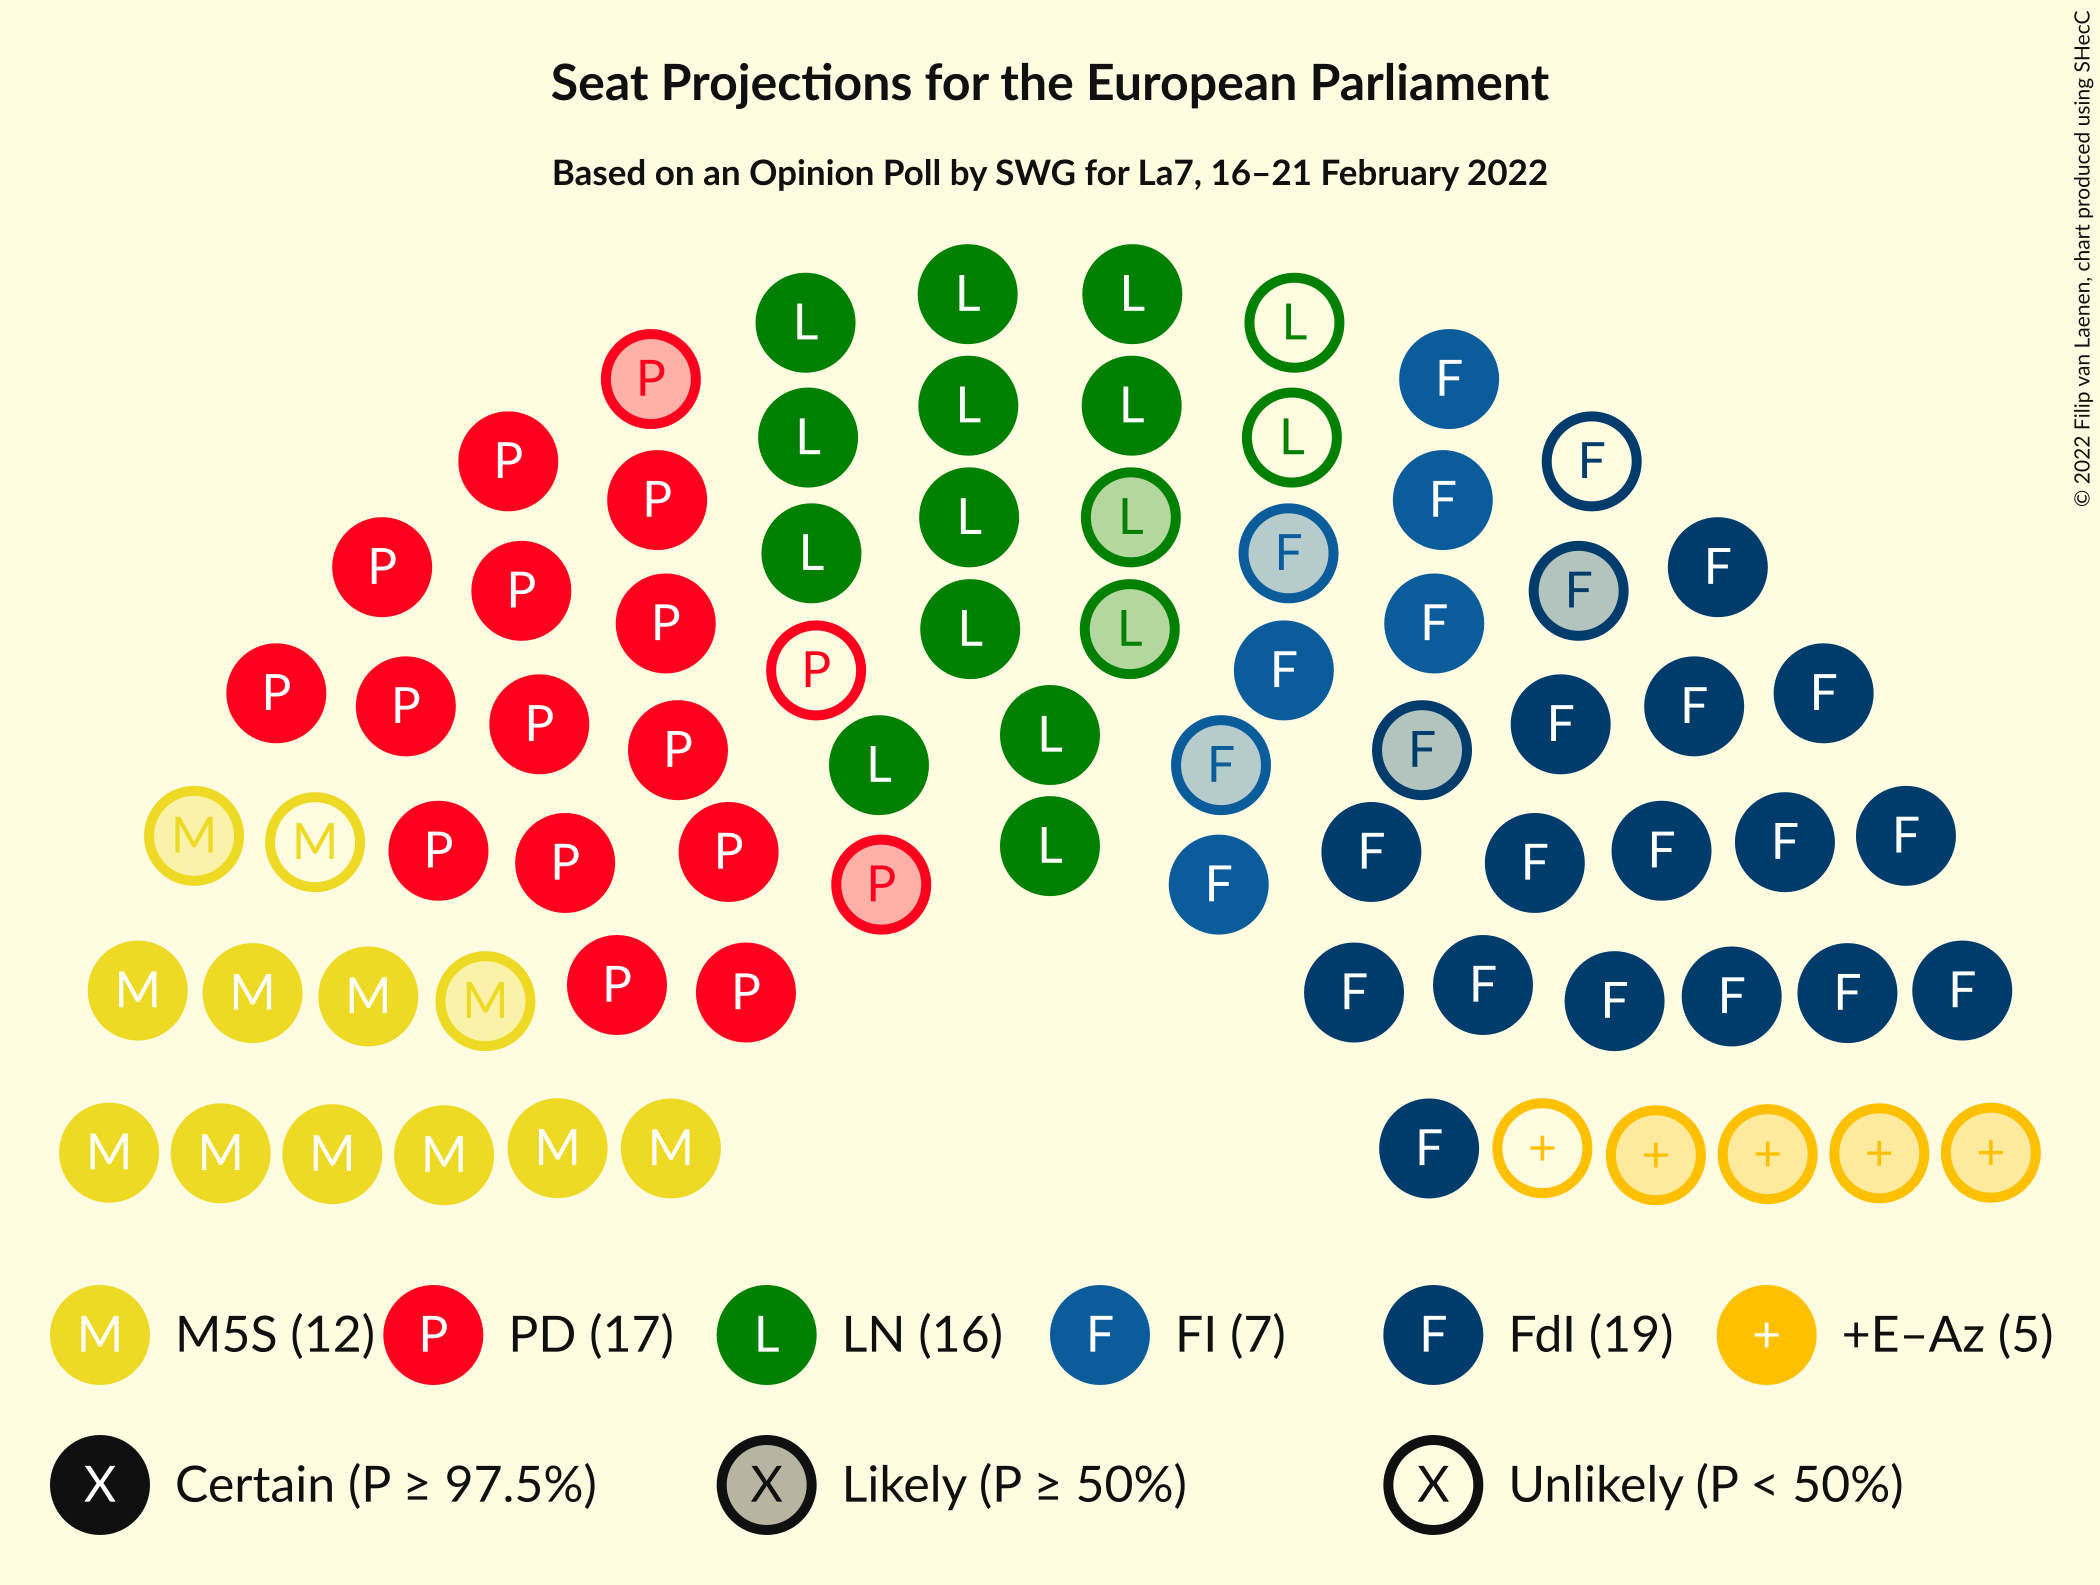 Seat Projections for the European Parliament
Based on an Opinion Poll by SWG for La7, 16–21 February 2022
© 2022 Filip van Laenen, chart produced using SHecC
L L
L L
P F
L L
L L
P F
P P F
L L
P F
L L
P F
P P F F
L L
P P F
P P P F F F
L
P P F F
L F
M M F F
P P P F F F
L
P F
M M M M P P F F F F F F
M M M M M M F + + + + +
M M5S (12) P PD (17) L LN (16) F FI (7) F FdI (19) + +E–Az (5)
X Certain (P ≥ 97.5%) X Likely (P ≥ 50%) X Unlikely (P < 50%)